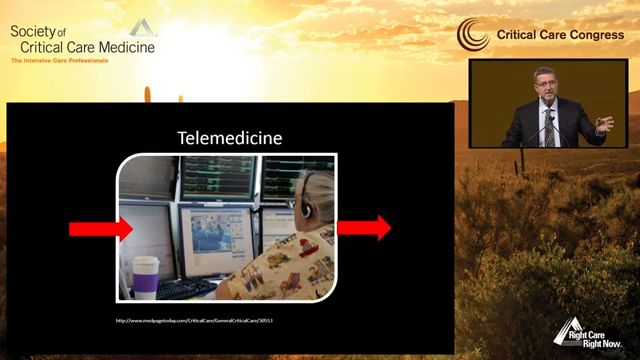 Society of
Critical Care Medicine
The Intensive Care Professionals
Critical Care Congress
Telemedicine
http://www.medpagetoday.com/CriticalCare/GeneralCriticalCare/30553
Right Care
Right Now